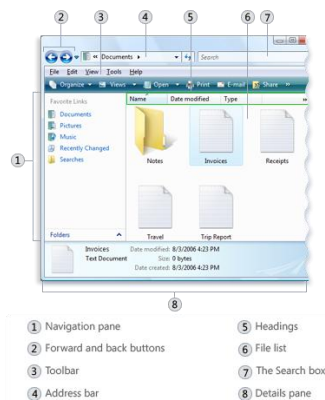 2 3 4 5 6 7
« Documents Search
File Edit View Tools Help
Organize Views Open Print E-mail Share »
Favorite Links Name Date modified Type »
Documents
Pictures
Music
Recently Changed
Searches
1
Notes Invoices Receipts
Travel Trip Report
Folders
Invoices Date modified: 8/3/2006 4:23 PM
Text Document Size: 0 bytes
Date created: 8/3/2006 4:23 PM
8
1 Navigation pane 5 Headings
2 Forward and back buttons 6 File list
3 Toolbar 7 The Search box
4 Address bar 8 Details pane